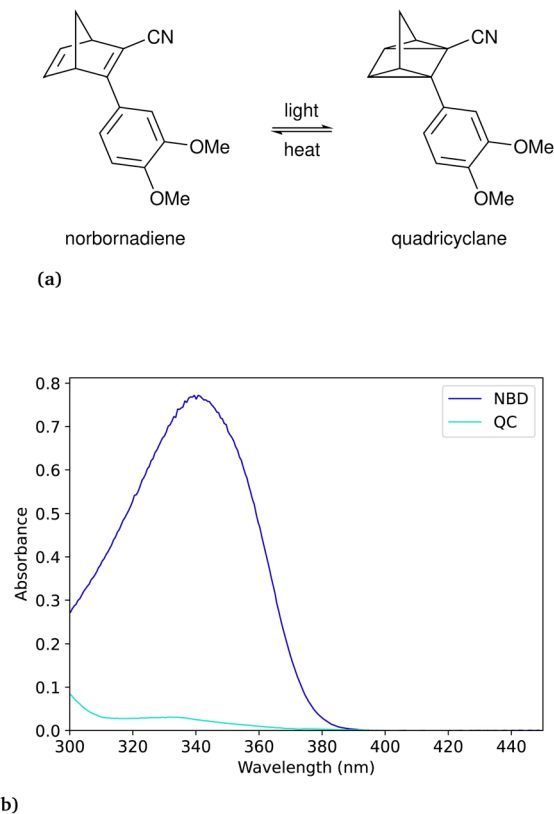 CN
CN
light
heat
OMe
OMe
OMe
OMe
norbornadiene
quadricyclane
(a)
0.8
0.7
0.6
0.5
0.4
0.3
0.2
0.1
0.0
Absorbance
NBD
QC
300 320 340 360 380 400 420 440
Wavelength (nm)
b)